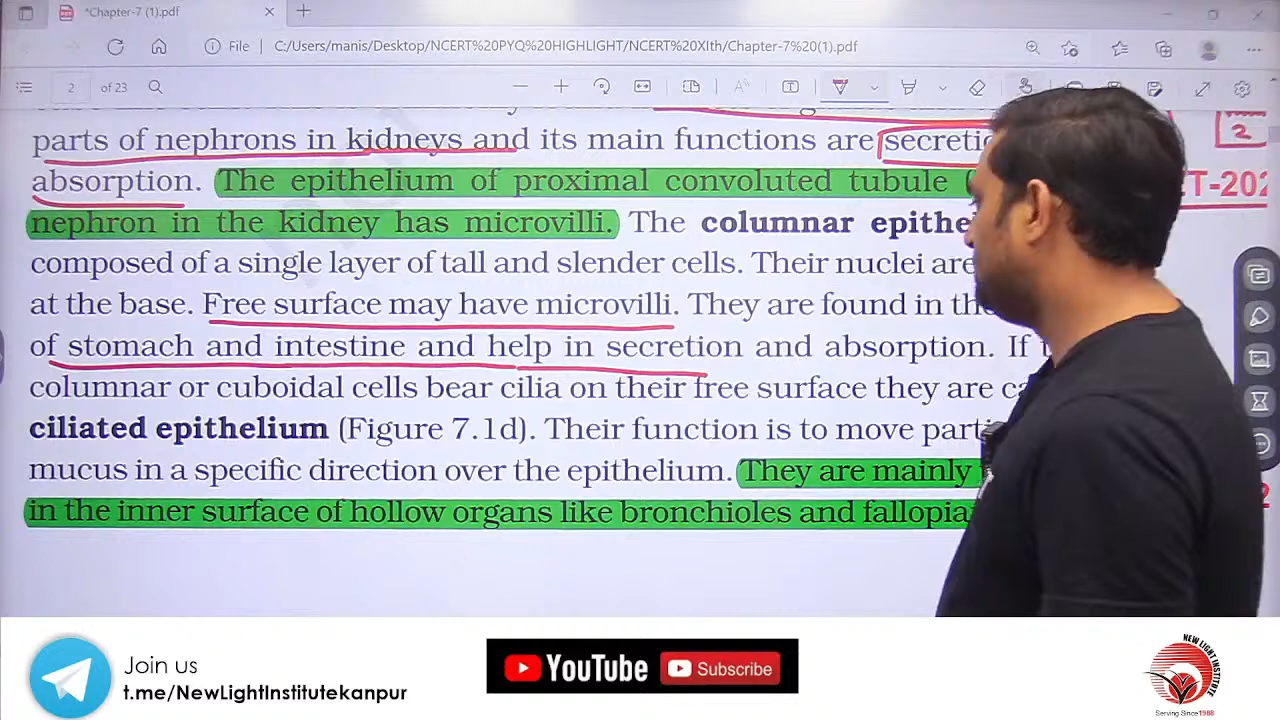 *Chapter-7 (1).pdf
File C:/Users/manis/Desktop/NCERT%20PYQ%20HIGHLIGHT/NCERT%20XIth/Chapter-7%20(1).pdf
2 of 23
parts of nephrons in kidneys and its main functions are
2
absorption. The epithelium of proximal convoluted tubule
nephron in the kidney has microvilli. The columnar
composed of a single layer of tall and slender cells. Their nuclei are
at the base. Free surface may have microvilli. They are found in
of stomach and intestine and help in secretion and absorption. If
columnar or cuboidal cells bear cilia on their free surface they are
ciliated epithelium (Figure 7.1d). Their function is to move
mucus in a specific direction over the epithelium. They are mainly
in the inner surface of hollow organs like bronchioles and
Join us
t.me/NewLightInstitutekanpur
YouTube Subscribe
NEW LIGHT INSTITUTE
Serving Since1988